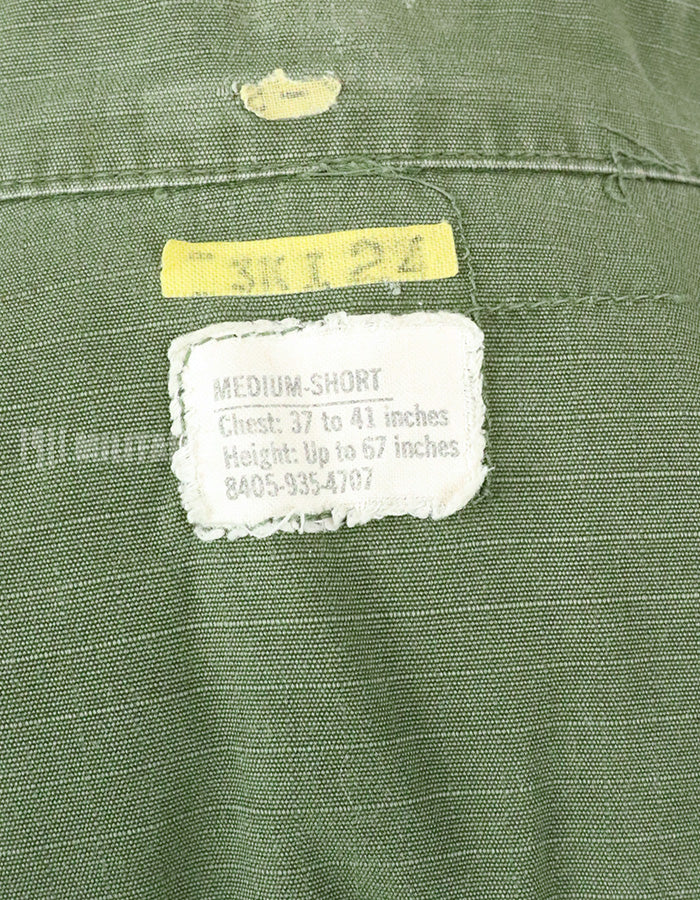 3K I 24
MEDIUM-SHORT
Chest: 37 to 41 inches
Height: Up to 67 inches
8405-935-4707